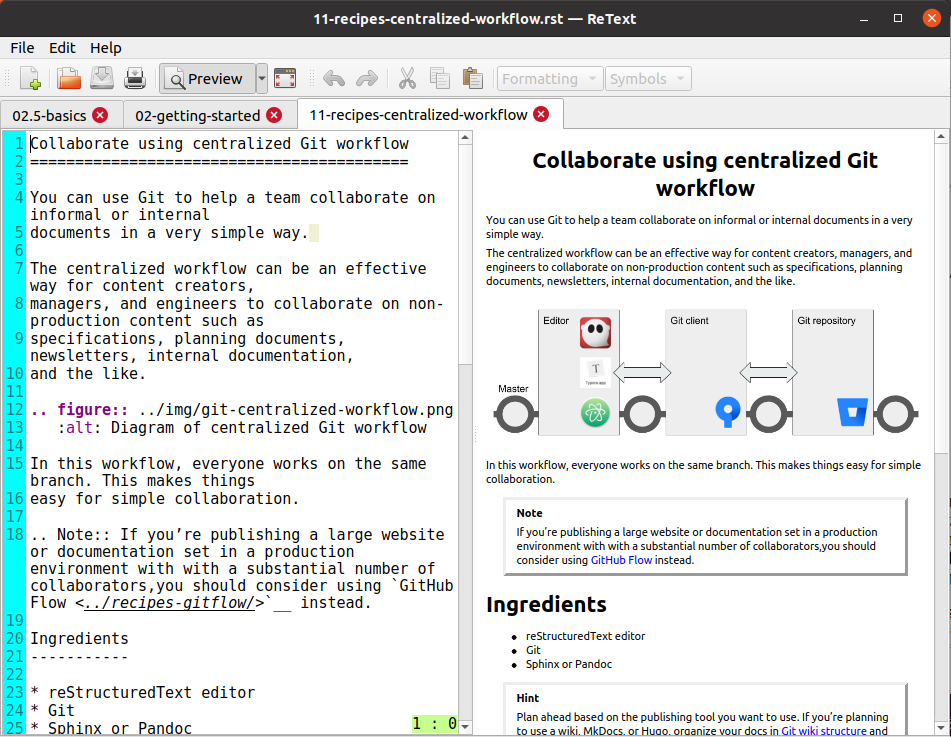 11-recipes-centralized-workflow.rst — ReText
File Edit Help
Preview Formatting Symbols
02.5-basics 02-getting-started 11-recipes-centralized-workflow
1 Collaborate using centralized Git workflow
2 ==========================================
3
4 You can use Git to help a team collaborate on
informal or internal
5 documents in a very simple way.
6
7 The centralized workflow can be an effective
way for content creators,
8 managers, and engineers to collaborate on non-
production content such as
9 specifications, planning documents,
newsletters, internal documentation,
10 and the like.
11
12 .. figure:: ../img/git-centralized-workflow.png
13 :alt: Diagram of centralized Git workflow
14
15 In this workflow, everyone works on the same
branch. This makes things
16 easy for simple collaboration.
17
18 .. Note:: If you’re publishing a large website
or documentation set in a production
environment with with a substantial number of
collaborators,you should consider using `GitHub
Flow <../recipes-gitflow/>`__ instead.
19
20 Ingredients
21 -----------
22
23 * reStructuredText editor
24 * Git
25 * Sphinx or Pandoc
1 : 0
Collaborate using centralized Git
workflow
You can use Git to help a team collaborate on informal or internal documents in a very
simple way.
The centralized workflow can be an effective way for content creators, managers, and
engineers to collaborate on non-production content such as specifications, planning
documents, newsletters, internal documentation, and the like.
Editor Git client Git repository
T
Typora.app
Master
In this workflow, everyone works on the same branch. This makes things easy for simple
collaboration.
Note
If you’re publishing a large website or documentation set in a production
environment with with a substantial number of collaborators,you should
consider using GitHub Flow instead.
Ingredients
• reStructuredText editor
• Git
• Sphinx or Pandoc
Hint
Plan ahead based on the publishing tool you want to use. If you’re planning
to use a wiki, MkDocs, or Hugo, organize your docs in Git wiki structure and